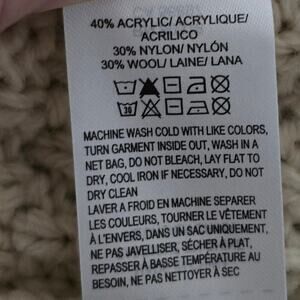 40% ACRYLIC/ ACRYLIQUE/
ACRILICO
30% NYLON/ NYLÓN
30% WOOL/ LAINE/ LANA
30
MACHINE WASH COLD WITH LIKE COLORS,
TURN GARMENT INSIDE OUT, WASH IN A
NET BAG, DO NOT BLEACH, LAY FLAT TO
DRY, COOL IRON IF NECESSARY, DO NOT
DRY CLEAN
LAVER A FROID EN MACHINE SEPARER
LES COULEURS, TOURNER LE VÊTEMENT
À L'ENVERS, DANS UN SAC UNIQUEMENT,
NE PAS JAVELLISER, SÉCHER À PLAT,
REPASSER À BASSE TEMPÉRATURE AU
BESOIN, NE PAS NETTOYER À SEC